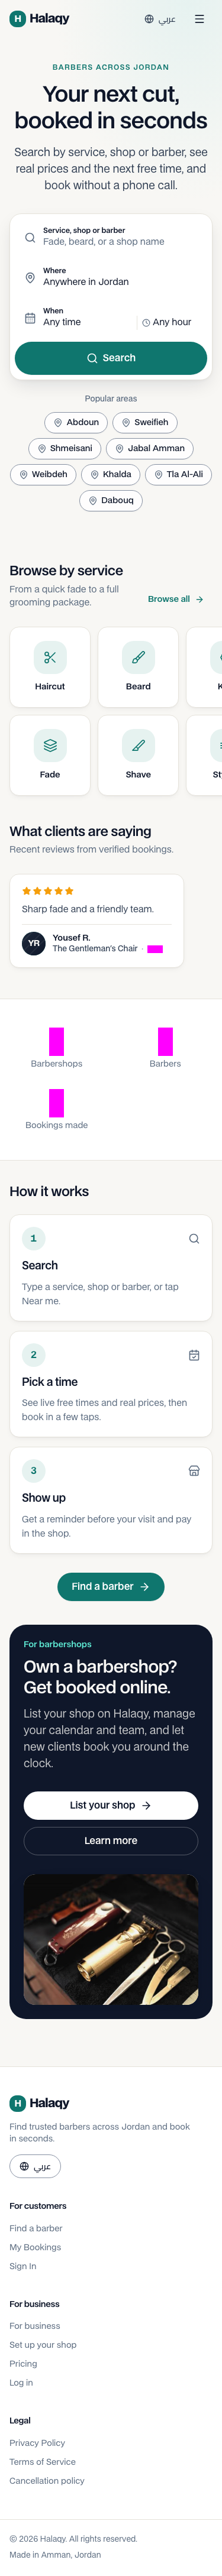 H Halaqy
عربي
BARBERS ACROSS JORDAN
Your next cut,
booked in seconds
Search by service, shop or barber, see
real prices and the next free time, and
book without a phone call.
Service, shop or barber
Fade, beard, or a shop name
Where
Anywhere in Jordan
When
Any time
Any hour
Search
Popular areas
Abdoun
Sweifieh
Shmeisani
Jabal Amman
Weibdeh
Khalda
Tla Al-Ali
Dabouq
Browse by service
From a quick fade to a full
grooming package.
Browse all
Haircut
Beard
K
Fade
Shave
St
What clients are saying
Recent reviews from verified bookings.
Sharp fade and a friendly team.
YR
Yousef R.
The Gentlemen's Chair ·
Barbershops
Barbers
Bookings made
How it works
1
Search
Type a service, shop or barber, or tap
Near me.
2
Pick a time
See live free times and real prices, then
book in a few taps.
3
Show up
Get a reminder before your visit and pay
in the shop.
Find a barber
For barbershops
Own a barbershop?
Get booked online.
List your shop on Halaqy, manage
your calendar and team, and let
new clients book you around the
clock.
List your shop
Learn more
H Halaqy
Find trusted barbers across Jordan and book
in seconds.
عربي
For customers
Find a barber
My Bookings
Sign In
For business
For business
Set up your shop
Pricing
Log in
Legal
Privacy Policy
Terms of Service
Cancellation policy
© 2026 Halaqy. All rights reserved.
Made in Amman, Jordan